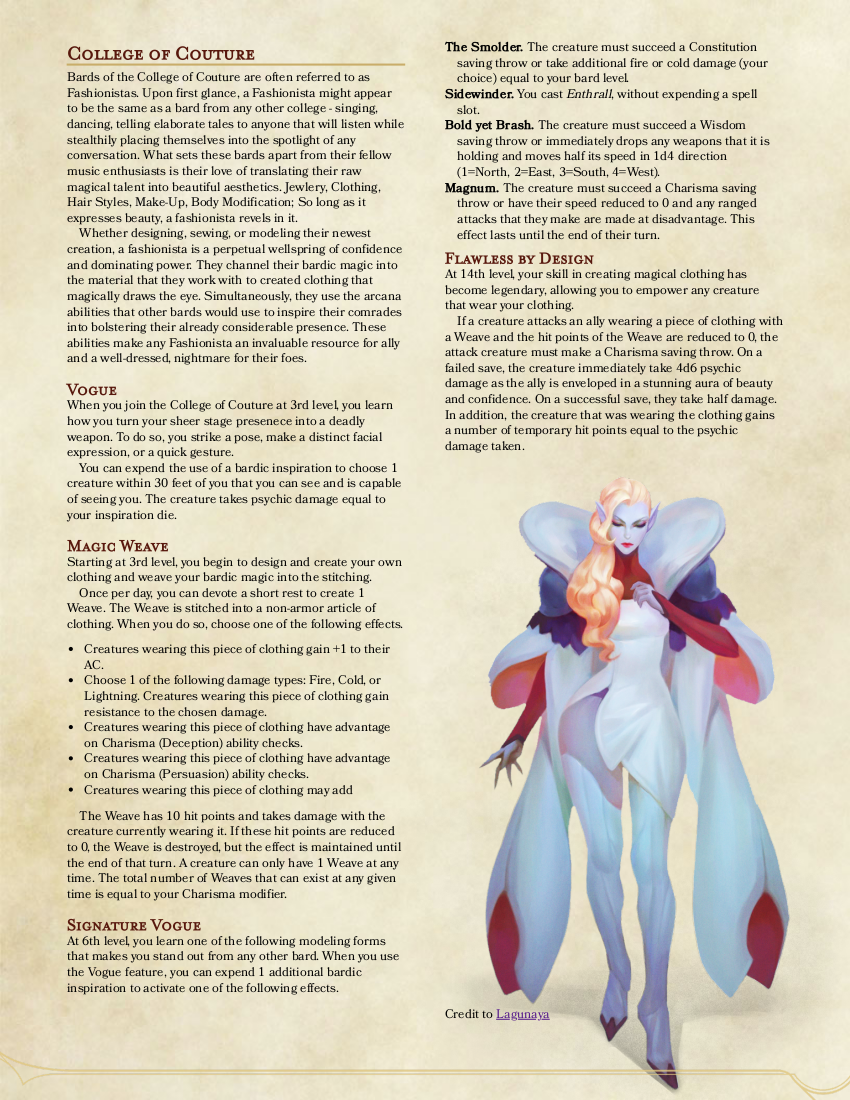 College of Couture
Bards of the College of Couture are often referred to as
Fashionistas. Upon first glance, a Fashionista might appear
to be the same as a bard from any other college - singing,
dancing, telling elaborate tales to anyone that will listen while
stealthily placing themselves into the spotlight of any
conversation. What sets these bards apart from their fellow
music enthusiasts is their love of translating their raw
magical talent into beautiful aesthetics. Jewlery, Clothing,
Hair Styles, Make-Up, Body Modification; So long as it
expresses beauty, a fashionista revels in it.
Whether designing, sewing, or modeling their newest
creation, a fashionista is a perpetual wellspring of confidence
and dominating power. They channel their bardic magic into
the material that they work with to created clothing that
magically draws the eye. Simultaneously, they use the arcana
abilities that other bards would use to inspire their comrades
into bolstering their already considerable presence. These
abilities make any Fashionista an invaluable resource for ally
and a well-dressed, nightmare for their foes.
Vogue
When you join the College of Couture at 3rd level, you learn
how you turn your sheer stage presenece into a deadly
weapon. To do so, you strike a pose, make a distinct facial
expression, or a quick gesture.
You can expend the use of a bardic inspiration to choose 1
creature within 30 feet of you that you can see and is capable
of seeing you. The creature takes psychic damage equal to
your inspiration die.
Magic Weave
Starting at 3rd level, you begin to design and create your own
clothing and weave your bardic magic into the stitching.
Once per day, you can devote a short rest to create 1
Weave. The Weave is stitched into a non-armor article of
clothing. When you do so, choose one of the following effects.
• Creatures wearing this piece of clothing gain +1 to their
AC.
• Choose 1 of the following damage types: Fire, Cold, or
Lightning. Creatures wearing this piece of clothing gain
resistance to the chosen damage.
• Creatures wearing this piece of clothing have advantage
on Charisma (Deception) ability checks.
• Creatures wearing this piece of clothing have advantage
on Charisma (Persuasion) ability checks.
• Creatures wearing this piece of clothing may add
The Weave has 10 hit points and takes damage with the
creature currently wearing it. If these hit points are reduced
to 0, the Weave is destroyed, but the effect is maintained until
the end of that turn. A creature can only have 1 Weave at any
time. The total number of Weaves that can exist at any given
time is equal to your Charisma modifier.
Signature Vogue
At 6th level, you learn one of the following modeling forms
that makes you stand out from any other bard. When you use
the Vogue feature, you can expend 1 additional bardic
inspiration to activate one of the following effects.
The Smolder. The creature must succeed a Constitution
saving throw or take additional fire or cold damage (your
choice) equal to your bard level.
Sidewinder. You cast Enthrall, without expending a spell
slot.
Bold yet Brash. The creature must succeed a Wisdom
saving throw or immediately drops any weapons that it is
holding and moves half its speed in 1d4 direction
(1=North, 2=East, 3=South, 4=West).
Magnum. The creature must succeed a Charisma saving
throw or have their speed reduced to 0 and any ranged
attacks that they make are made at disadvantage. This
effect lasts until the end of their turn.
Flawless by Design
At 14th level, your skill in creating magical clothing has
become legendary, allowing you to empower any creature
that wear your clothing.
If a creature attacks an ally wearing a piece of clothing with
a Weave and the hit points of the Weave are reduced to 0, the
attack creature must make a Charisma saving throw. On a
failed save, the creature immediately take 4d6 psychic
damage as the ally is enveloped in a stunning aura of beauty
and confidence. On a successful save, they take half damage.
In addition, the creature that was wearing the clothing gains
a number of temporary hit points equal to the psychic
damage taken.
Credit to Lagunaya